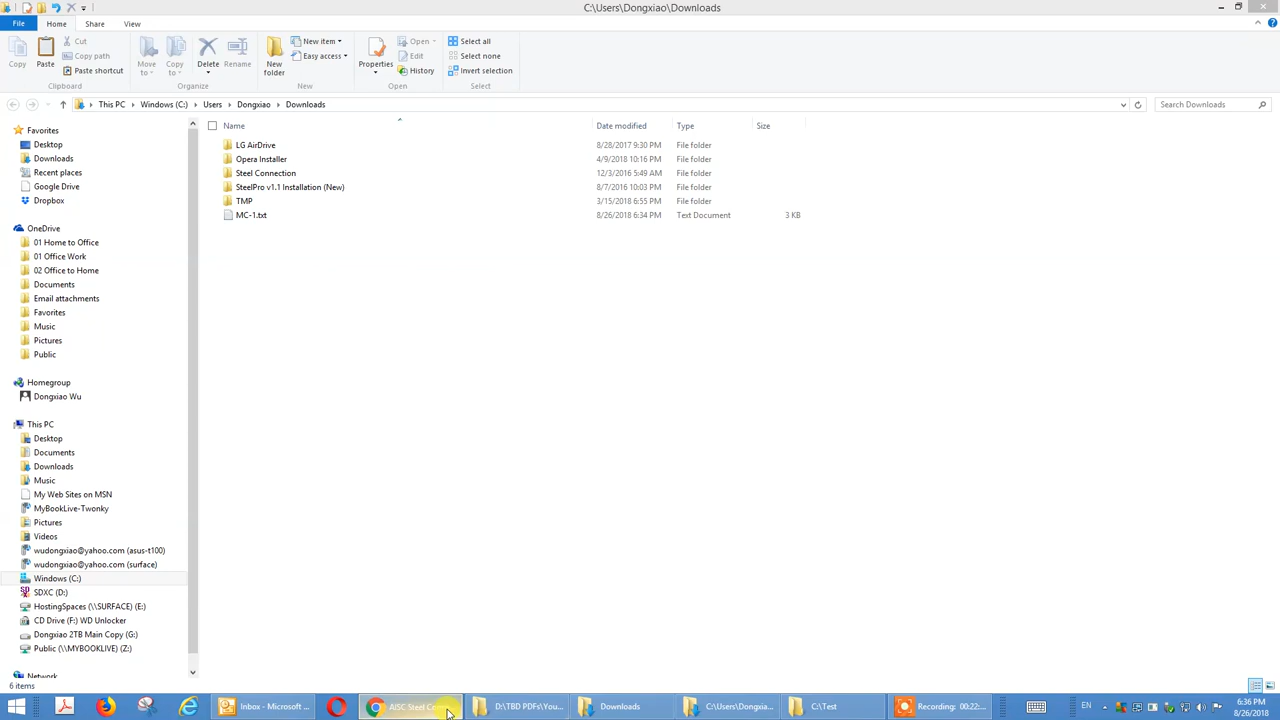 C:\Users\Dongxiao\Downloads
File Home Share View
Copy
Paste
Cut
Copy path
Paste shortcut
Clipboard
Move to
Copy to
Delete
Rename
Organize
New folder
New item
Easy access
New
Properties
Open
Edit
History
Open
Select all
Select none
Invert selection
Select
This PC Windows (C:) Users Dongxiao Downloads
Search Downloads
Name Date modified Type Size
LG AirDrive 8/28/2017 9:30 PM File folder
Opera Installer 4/9/2018 10:16 PM File folder
Steel Connection 12/3/2016 5:49 AM File folder
SteelPro v1.1 Installation (New) 8/7/2016 10:03 PM File folder
TMP 3/15/2018 6:55 PM File folder
MC-1.txt 8/26/2018 6:34 PM Text Document 3 KB
Favorites
Desktop
Downloads
Recent places
Google Drive
Dropbox
OneDrive
01 Home to Office
01 Office Work
02 Office to Home
Documents
Email attachments
Favorites
Music
Pictures
Public
Homegroup
Dongxiao Wu
This PC
Desktop
Documents
Downloads
Music
My Web Sites on MSN
MyBookLive-Twonky
Pictures
Videos
wudongxiao@yahoo.com (asus-t100)
wudongxiao@yahoo.com (surface)
Windows (C:)
SDXC (D:)
HostingSpaces (\\SURFACE) (E:)
CD Drive (F:) WD Unlocker
Dongxiao 2TB Main Copy (G:)
Public (\\MYBOOKLIVE) (Z:)
Network
6 items
Inbox - Microsoft ...
AISC Steel
D:\TBD PDFs\You...
Downloads
C:\Users\Dongxia...
C:\Test
Recording: 00:22:...
EN
6:36 PM
8/26/2018